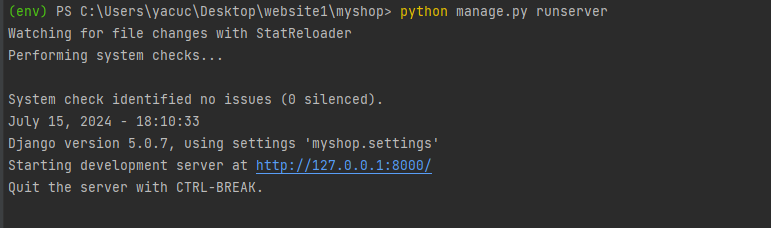 (env) PS C:\Users\yacuc\Desktop\website1\myshop> python manage.py runserver
Watching for file changes with StatReloader
Performing system checks...
System check identified no issues (0 silenced).
July 15, 2024 - 18:10:33
Django version 5.0.7, using settings 'myshop.settings'
Starting development server at http://127.0.0.1:8000/
Quit the server with CTRL-BREAK.